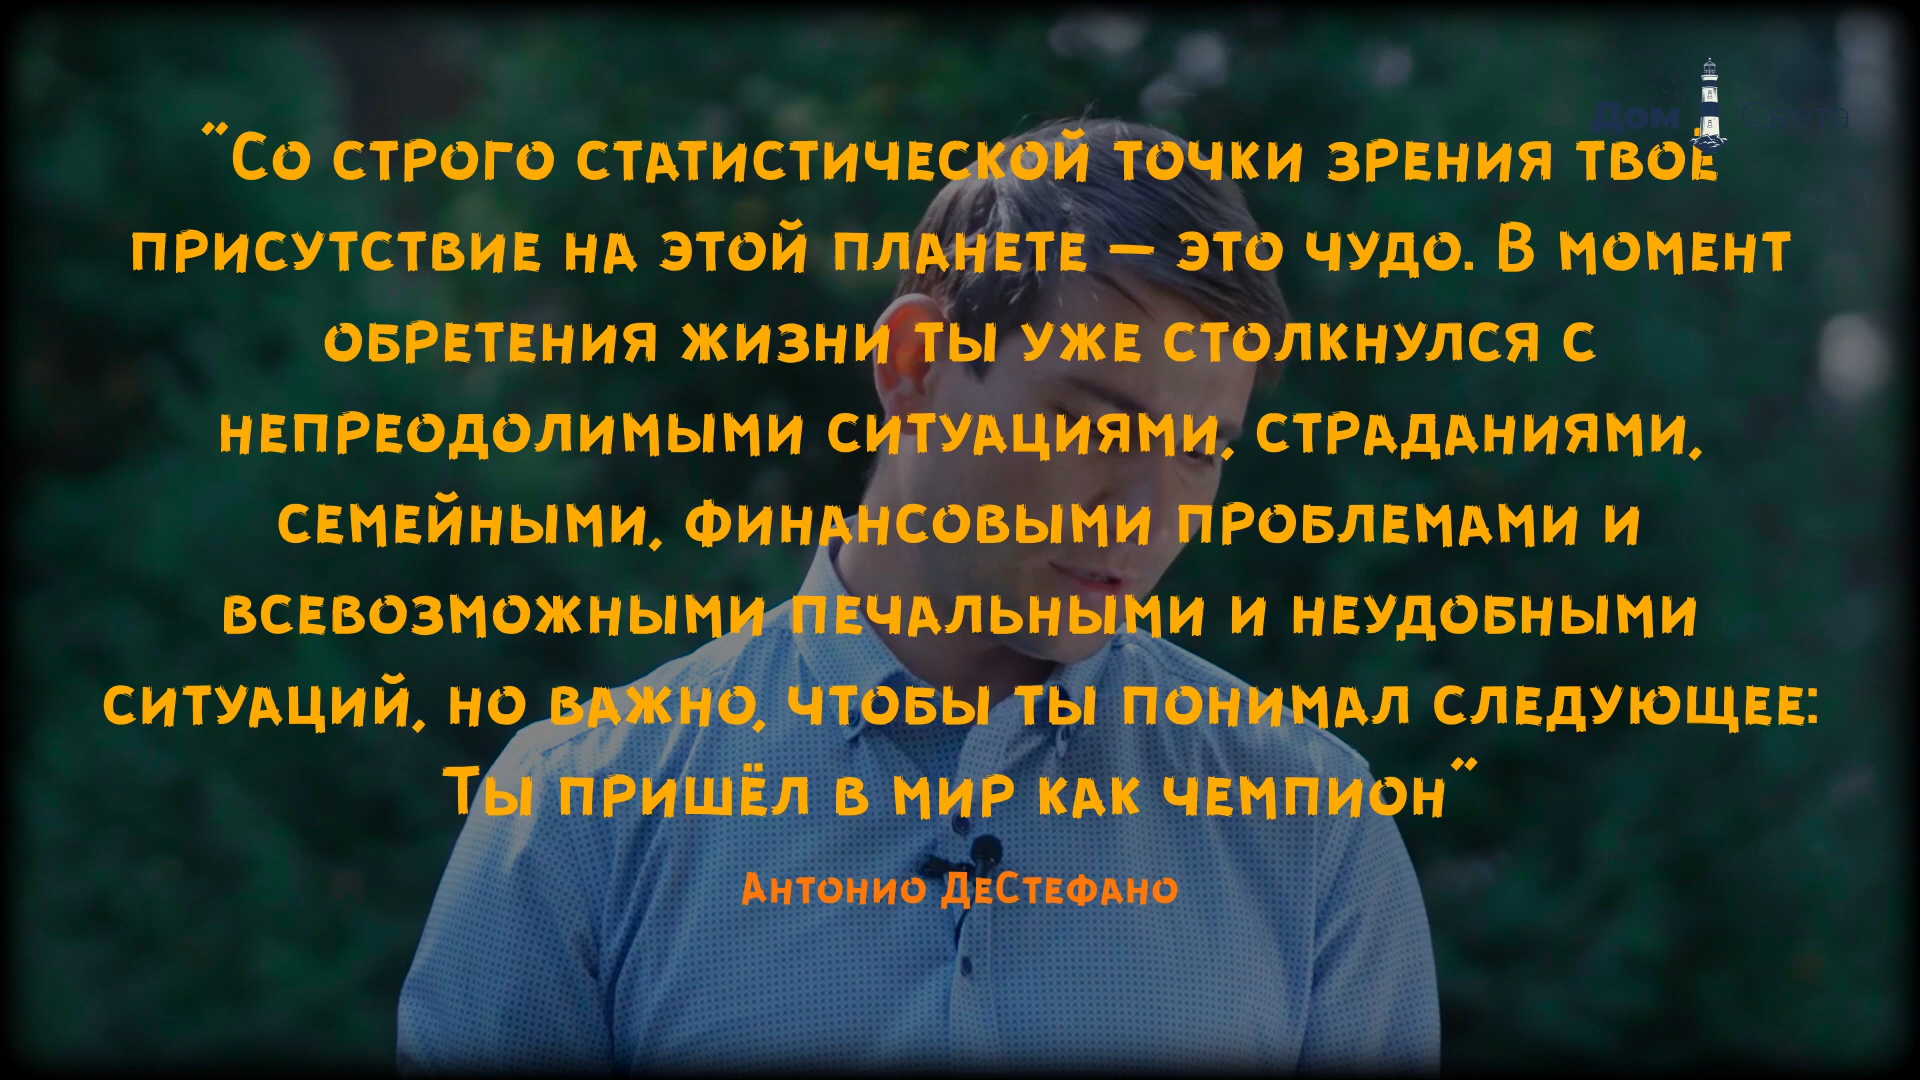 Дом Света
"Со строго статистической точки зрения твоё
присутствие на этой планете — это чудо. В момент
обретения жизни ты уже столкнулся с
непреодолимыми ситуациями, страданиями,
семейными, финансовыми проблемами и
всевозможными печальными и неудобными
ситуаций, но важно, чтобы ты понимал следующее:
Ты пришёл в мир как чемпион"
Антонио ДеСтефано